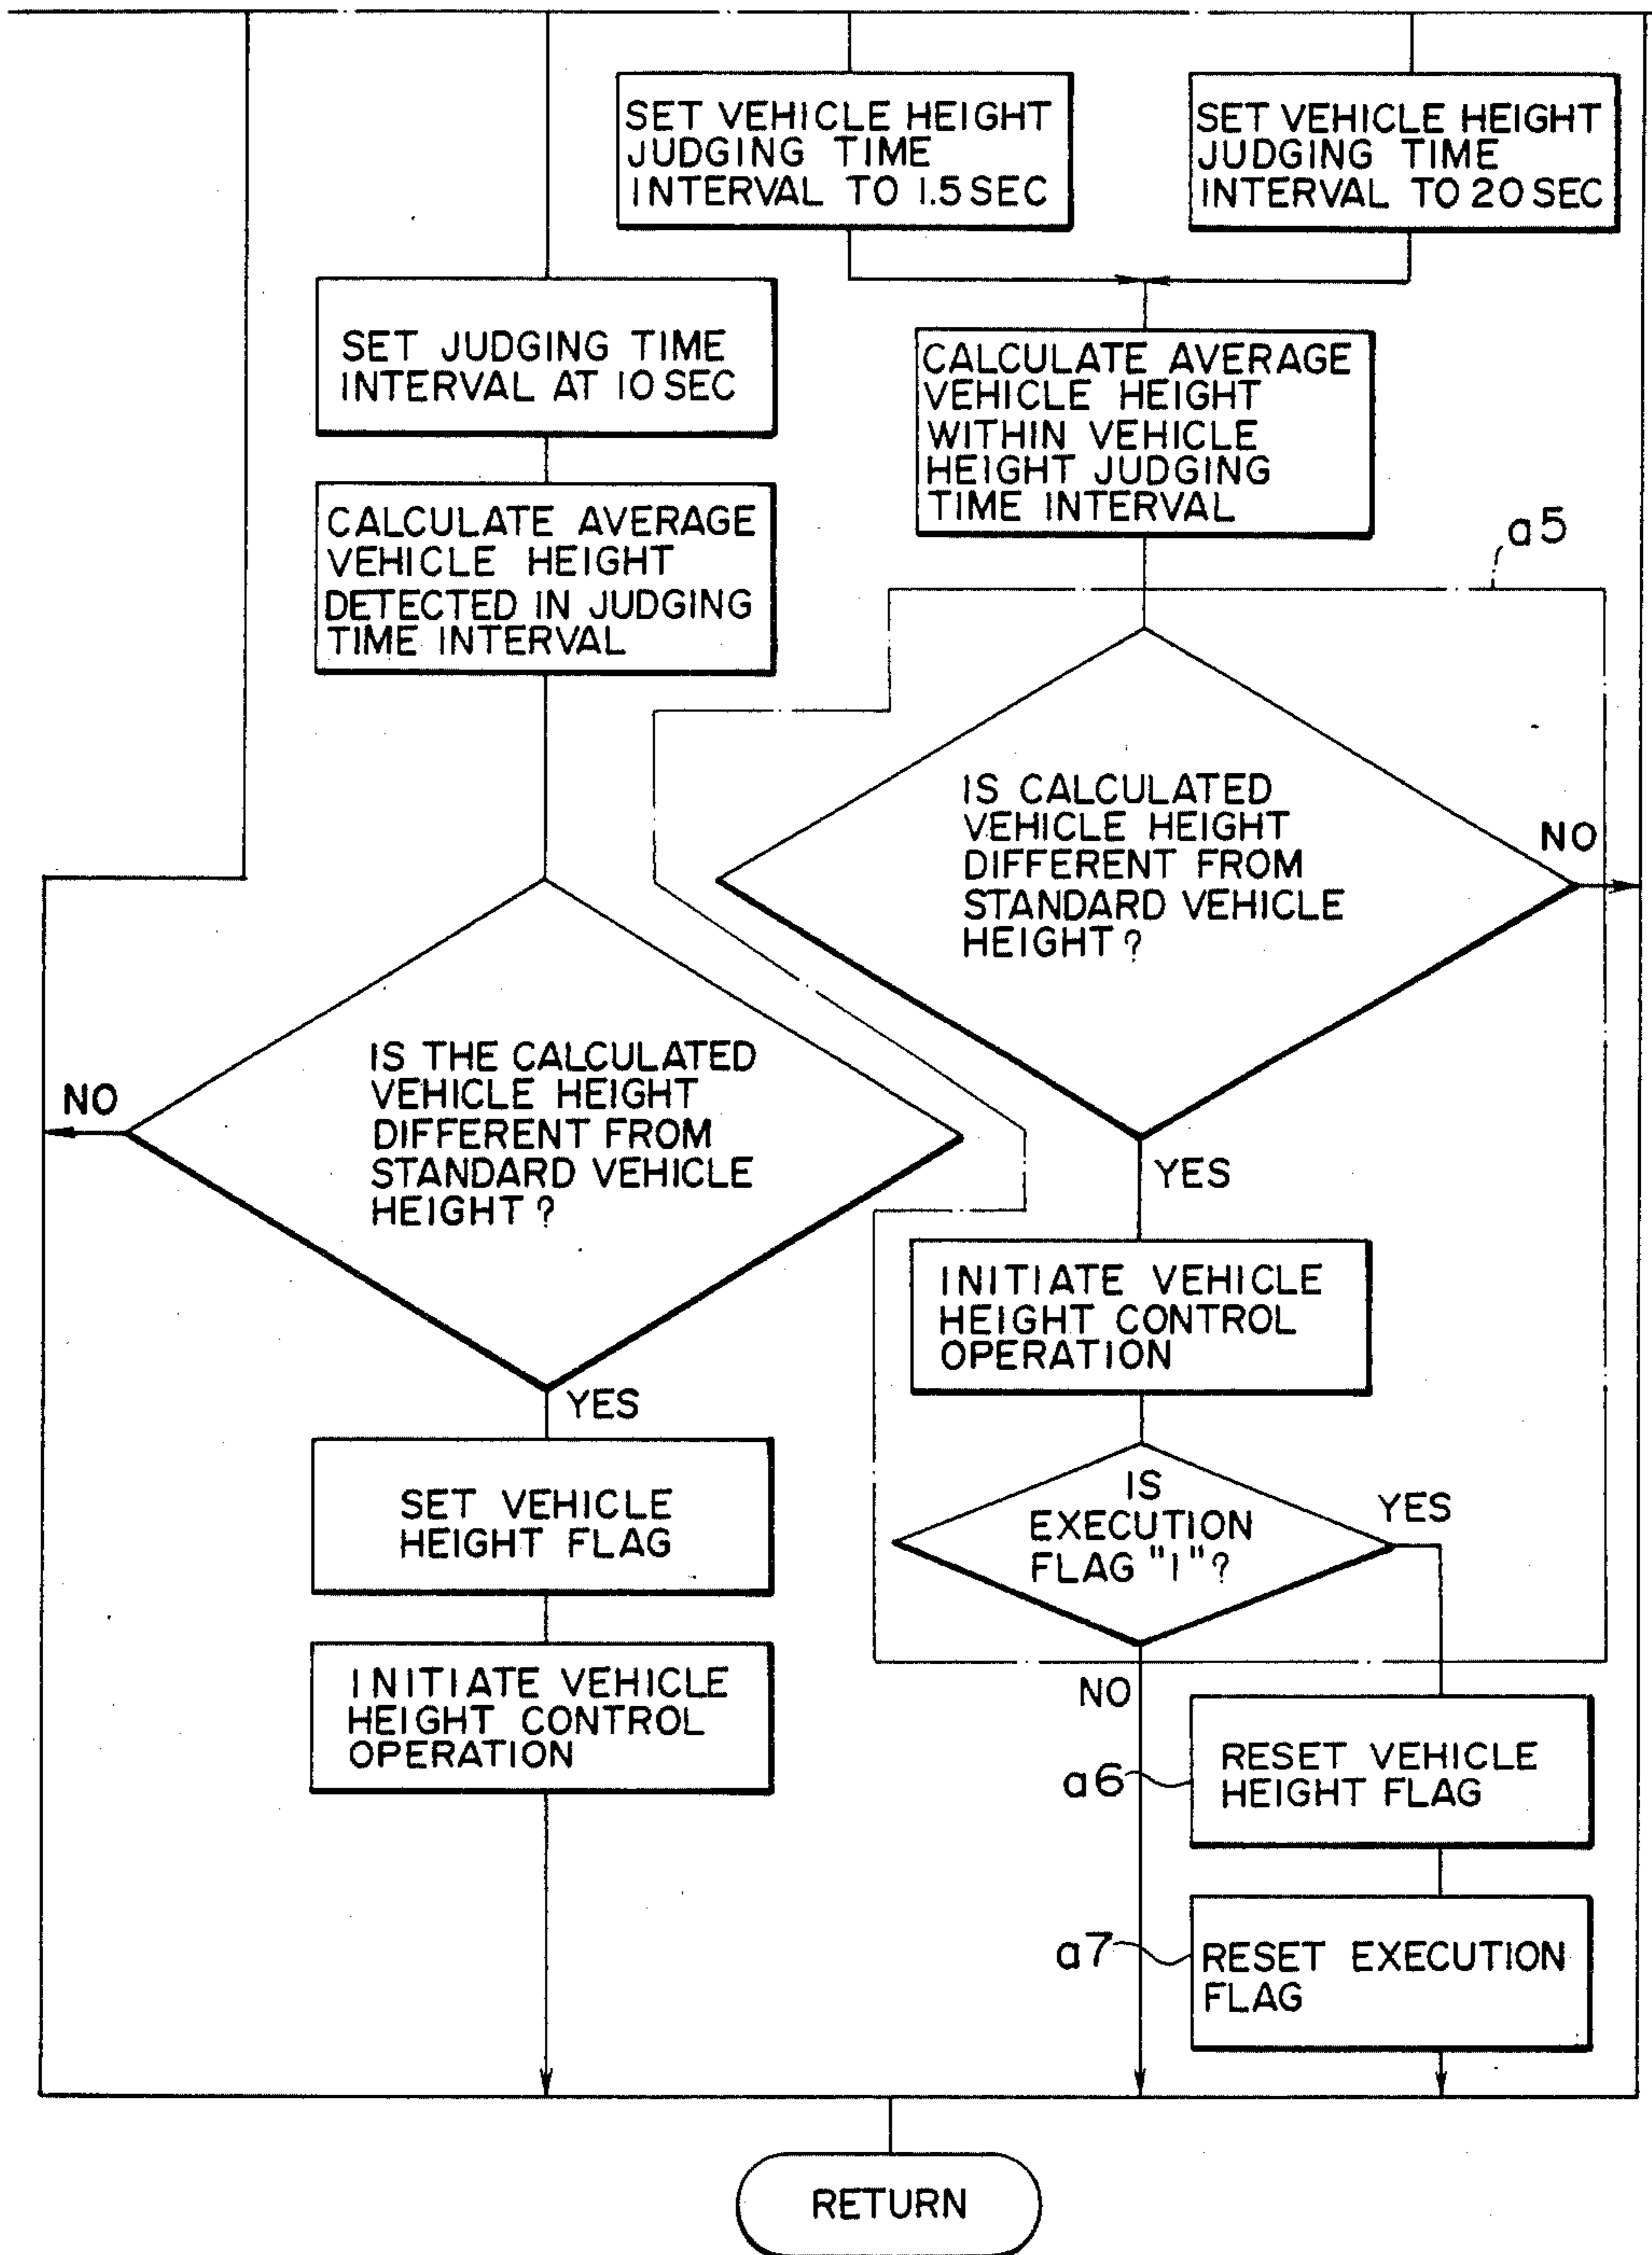 SET VEHICLE HEIGHT
JUDGING TIME
INTERVAL TO 1.5 SEC
SET VEHICLE HEIGHT
JUDGING TIME
INTERVAL TO 20 SEC
SET JUDGING TIME
INTERVAL AT 10 SEC
CALCULATE AVERAGE
VEHICLE HEIGHT
WITHIN VEHICLE
HEIGHT JUDGING
TIME INTERVAL
CALCULATE AVERAGE
VEHICLE HEIGHT
DETECTED IN JUDGING
TIME INTERVAL
a5
IS CALCULATED
VEHICLE HEIGHT
DIFFERENT FROM
STANDARD VEHICLE
HEIGHT?
NO
IS THE CALCULATED
VEHICLE HEIGHT
DIFFERENT FROM
STANDARD VEHICLE
HEIGHT?
NO
YES
INITIATE VEHICLE
HEIGHT CONTROL
OPERATION
YES
SET VEHICLE
HEIGHT FLAG
IS
EXECUTION
FLAG "1"?
YES
NO
INITIATE VEHICLE
HEIGHT CONTROL
OPERATION
a6
RESET VEHICLE
HEIGHT FLAG
a7
RESET EXECUTION
FLAG
RETURN